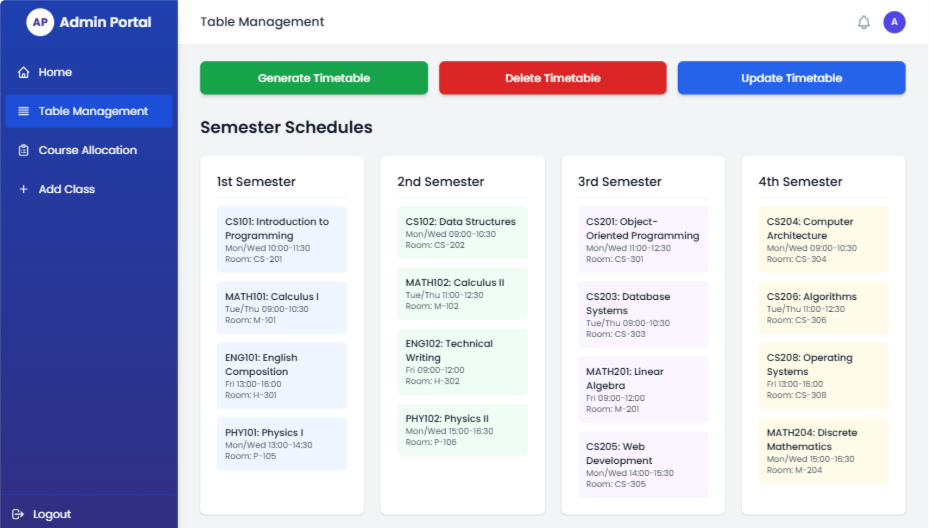 AP Admin Portal
Home
Table Management
Course Allocation
Add Class
Logout
Table Management
A
Generate Timetable
Delete Timetable
Update Timetable
Semester Schedules
1st Semester
CS101: Introduction to
Programming
Mon/Wed 10:00-11:30
Room: CS-201
MATH101: Calculus I
Tue/Thu 09:00-10:30
Room: M-101
ENG101: English
Composition
Fri 13:00-16:00
Room: H-301
PHY101: Physics I
Mon/Wed 13:00-14:30
Room: P-105
2nd Semester
CS102: Data Structures
Mon/Wed 09:00-10:30
Room: CS-202
MATH102: Calculus II
Tue/Thu 11:00-12:30
Room: M-102
ENG102: Technical
Writing
Fri 09:00-12:00
Room: H-302
PHY102: Physics II
Mon/Wed 15:00-16:30
Room: P-106
3rd Semester
CS201: Object-
Oriented Programming
Mon/Wed 11:00-12:30
Room: CS-301
CS203: Database
Systems
Tue/Thu 09:00-10:30
Room: CS-303
MATH201: Linear
Algebra
Fri 09:00-12:00
Room: M-201
CS205: Web
Development
Mon/Wed 14:00-15:30
Room: CS-305
4th Semester
CS204: Computer
Architecture
Mon/Wed 09:00-10:30
Room: CS-304
CS206: Algorithms
Tue/Thu 11:00-12:30
Room: CS-306
CS208: Operating
Systems
Fri 13:00-16:00
Room: CS-308
MATH204: Discrete
Mathematics
Mon/Wed 15:00-16:30
Room: M-204